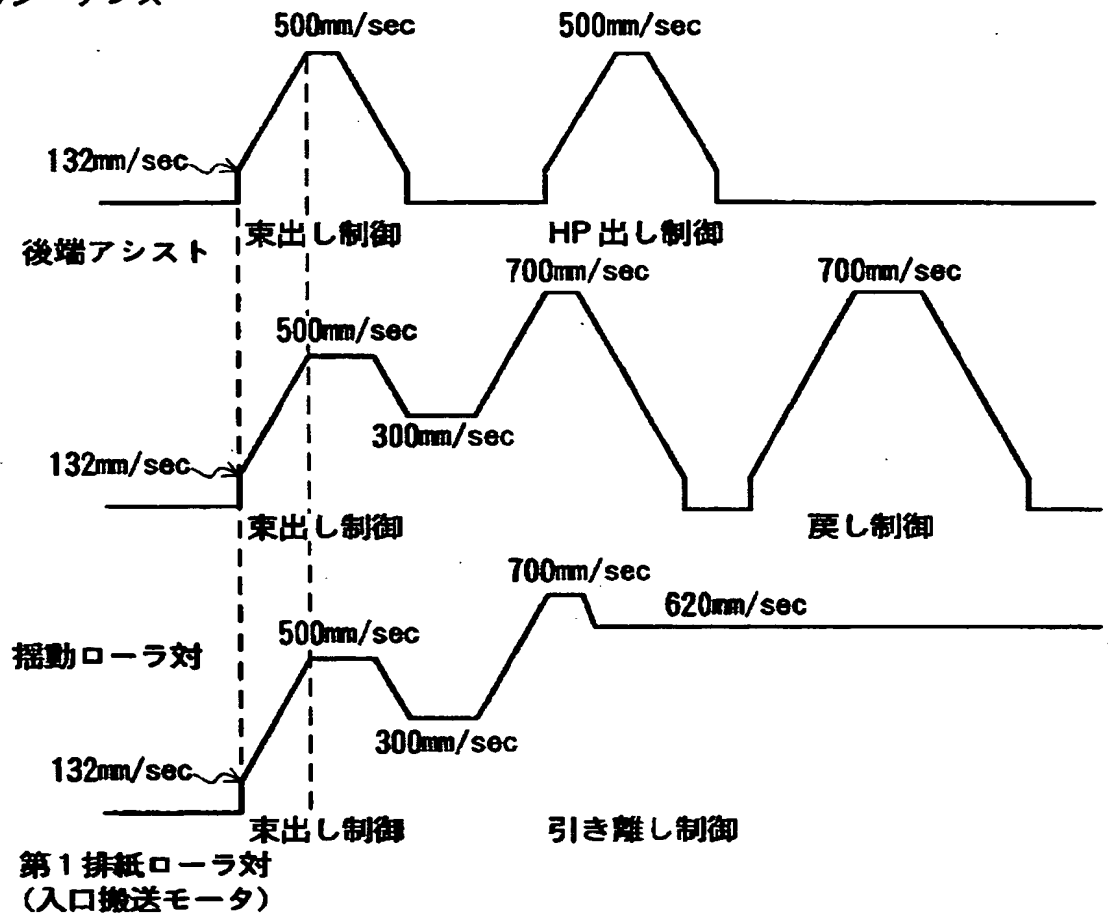 500mm/sec 500mm/sec
132mm/sec
束出し制御 HP出し制御
後端アシスト
700mm/sec 700mm/sec
500mm/sec
300mm/sec
132mm/sec
束出し制御 戻し制御
700mm/sec
620mm/sec
500mm/sec
揺動ローラ対
300mm/sec
132mm/sec
束出し制御 引き離し制御
第1排紙ローラ対
(入口搬送モータ)